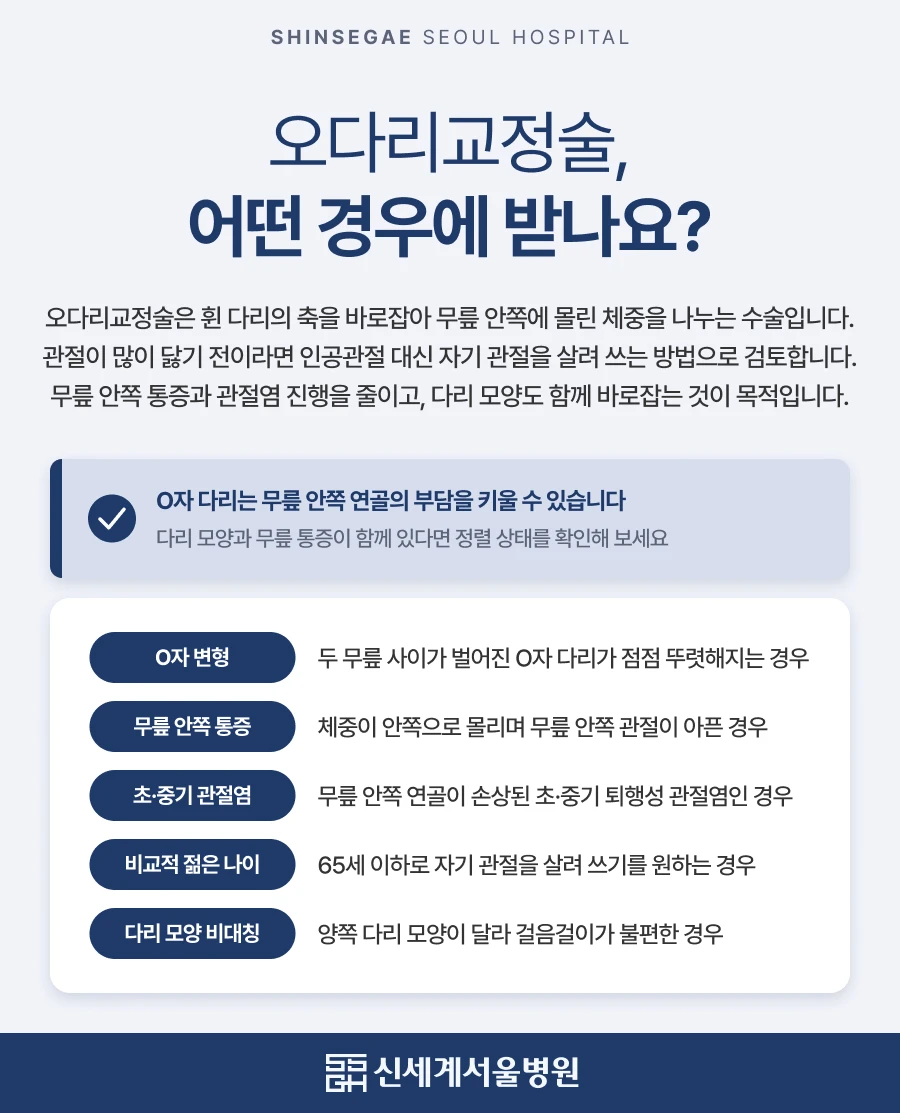 SHINSEGAE SEOUL HOSPITAL
오다리교정술,
어떤 경우에 받나요?
오다리교정술은 휜 다리의 축을 바로잡아 무릎 안쪽에 몰린 체중을 나누는 수술입니다.
관절이 많이 닳기 전이라면 인공관절 대신 자기 관절을 살려 쓰는 방법으로 검토합니다.
무릎 안쪽 통증과 관절염 진행을 줄이고, 다리 모양도 함께 바로잡는 것이 목적입니다.
O자 다리는 무릎 안쪽 연골의 부담을 키울 수 있습니다
다리 모양과 무릎 통증이 함께 있다면 정렬 상태를 확인해 보세요
O자 변형 두 무릎 사이가 벌어진 O자 다리가 점점 뚜렷해지는 경우
무릎 안쪽 통증 체중이 안쪽으로 몰리며 무릎 안쪽 관절이 아픈 경우
초·중기 관절염 무릎 안쪽 연골이 손상된 초·중기 퇴행성 관절염인 경우
비교적 젊은 나이 65세 이하로 자기 관절을 살려 쓰기를 원하는 경우
다리 모양 비대칭 양쪽 다리 모양이 달라 걸음걸이가 불편한 경우
신세계서울병원